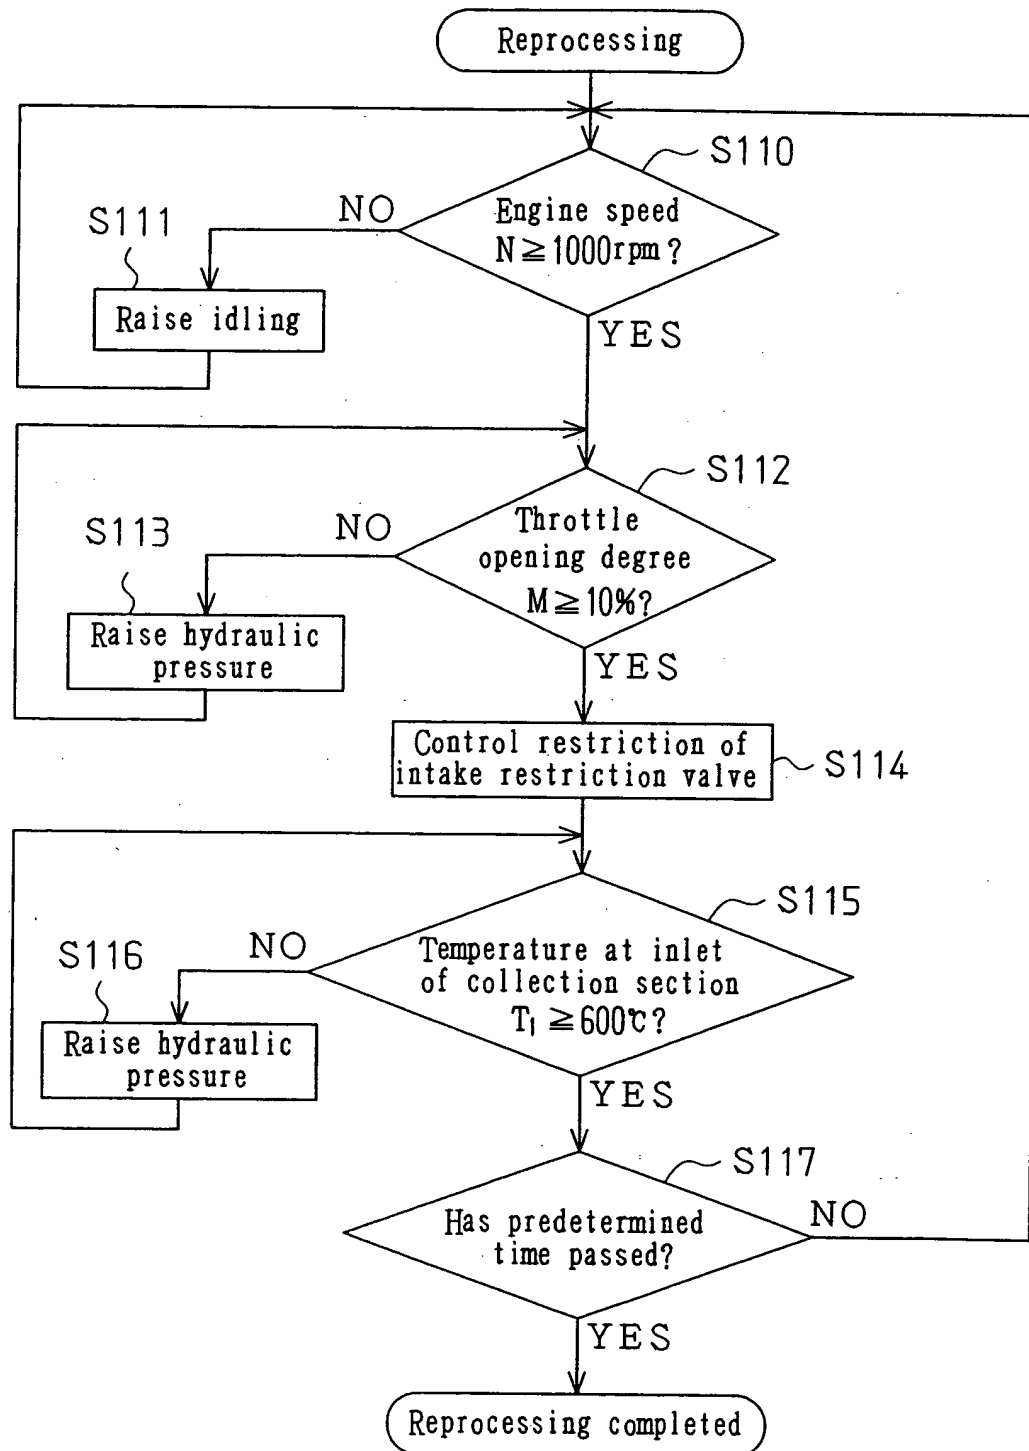 Reprocessing
S110
NO
Engine speed
N≧1000rpm?
S111
Raise idling
YES
S112
NO
Throttle
opening degree
M≧10%?
S113
Raise hydraulic
pressure
YES
Control restriction of
intake restriction valve
S114
S115
NO
Temperature at inlet
of collection section
T₁≧600℃?
S116
Raise hydraulic
pressure
YES
S117
Has predetermined
time passed?
NO
YES
Reprocessing completed